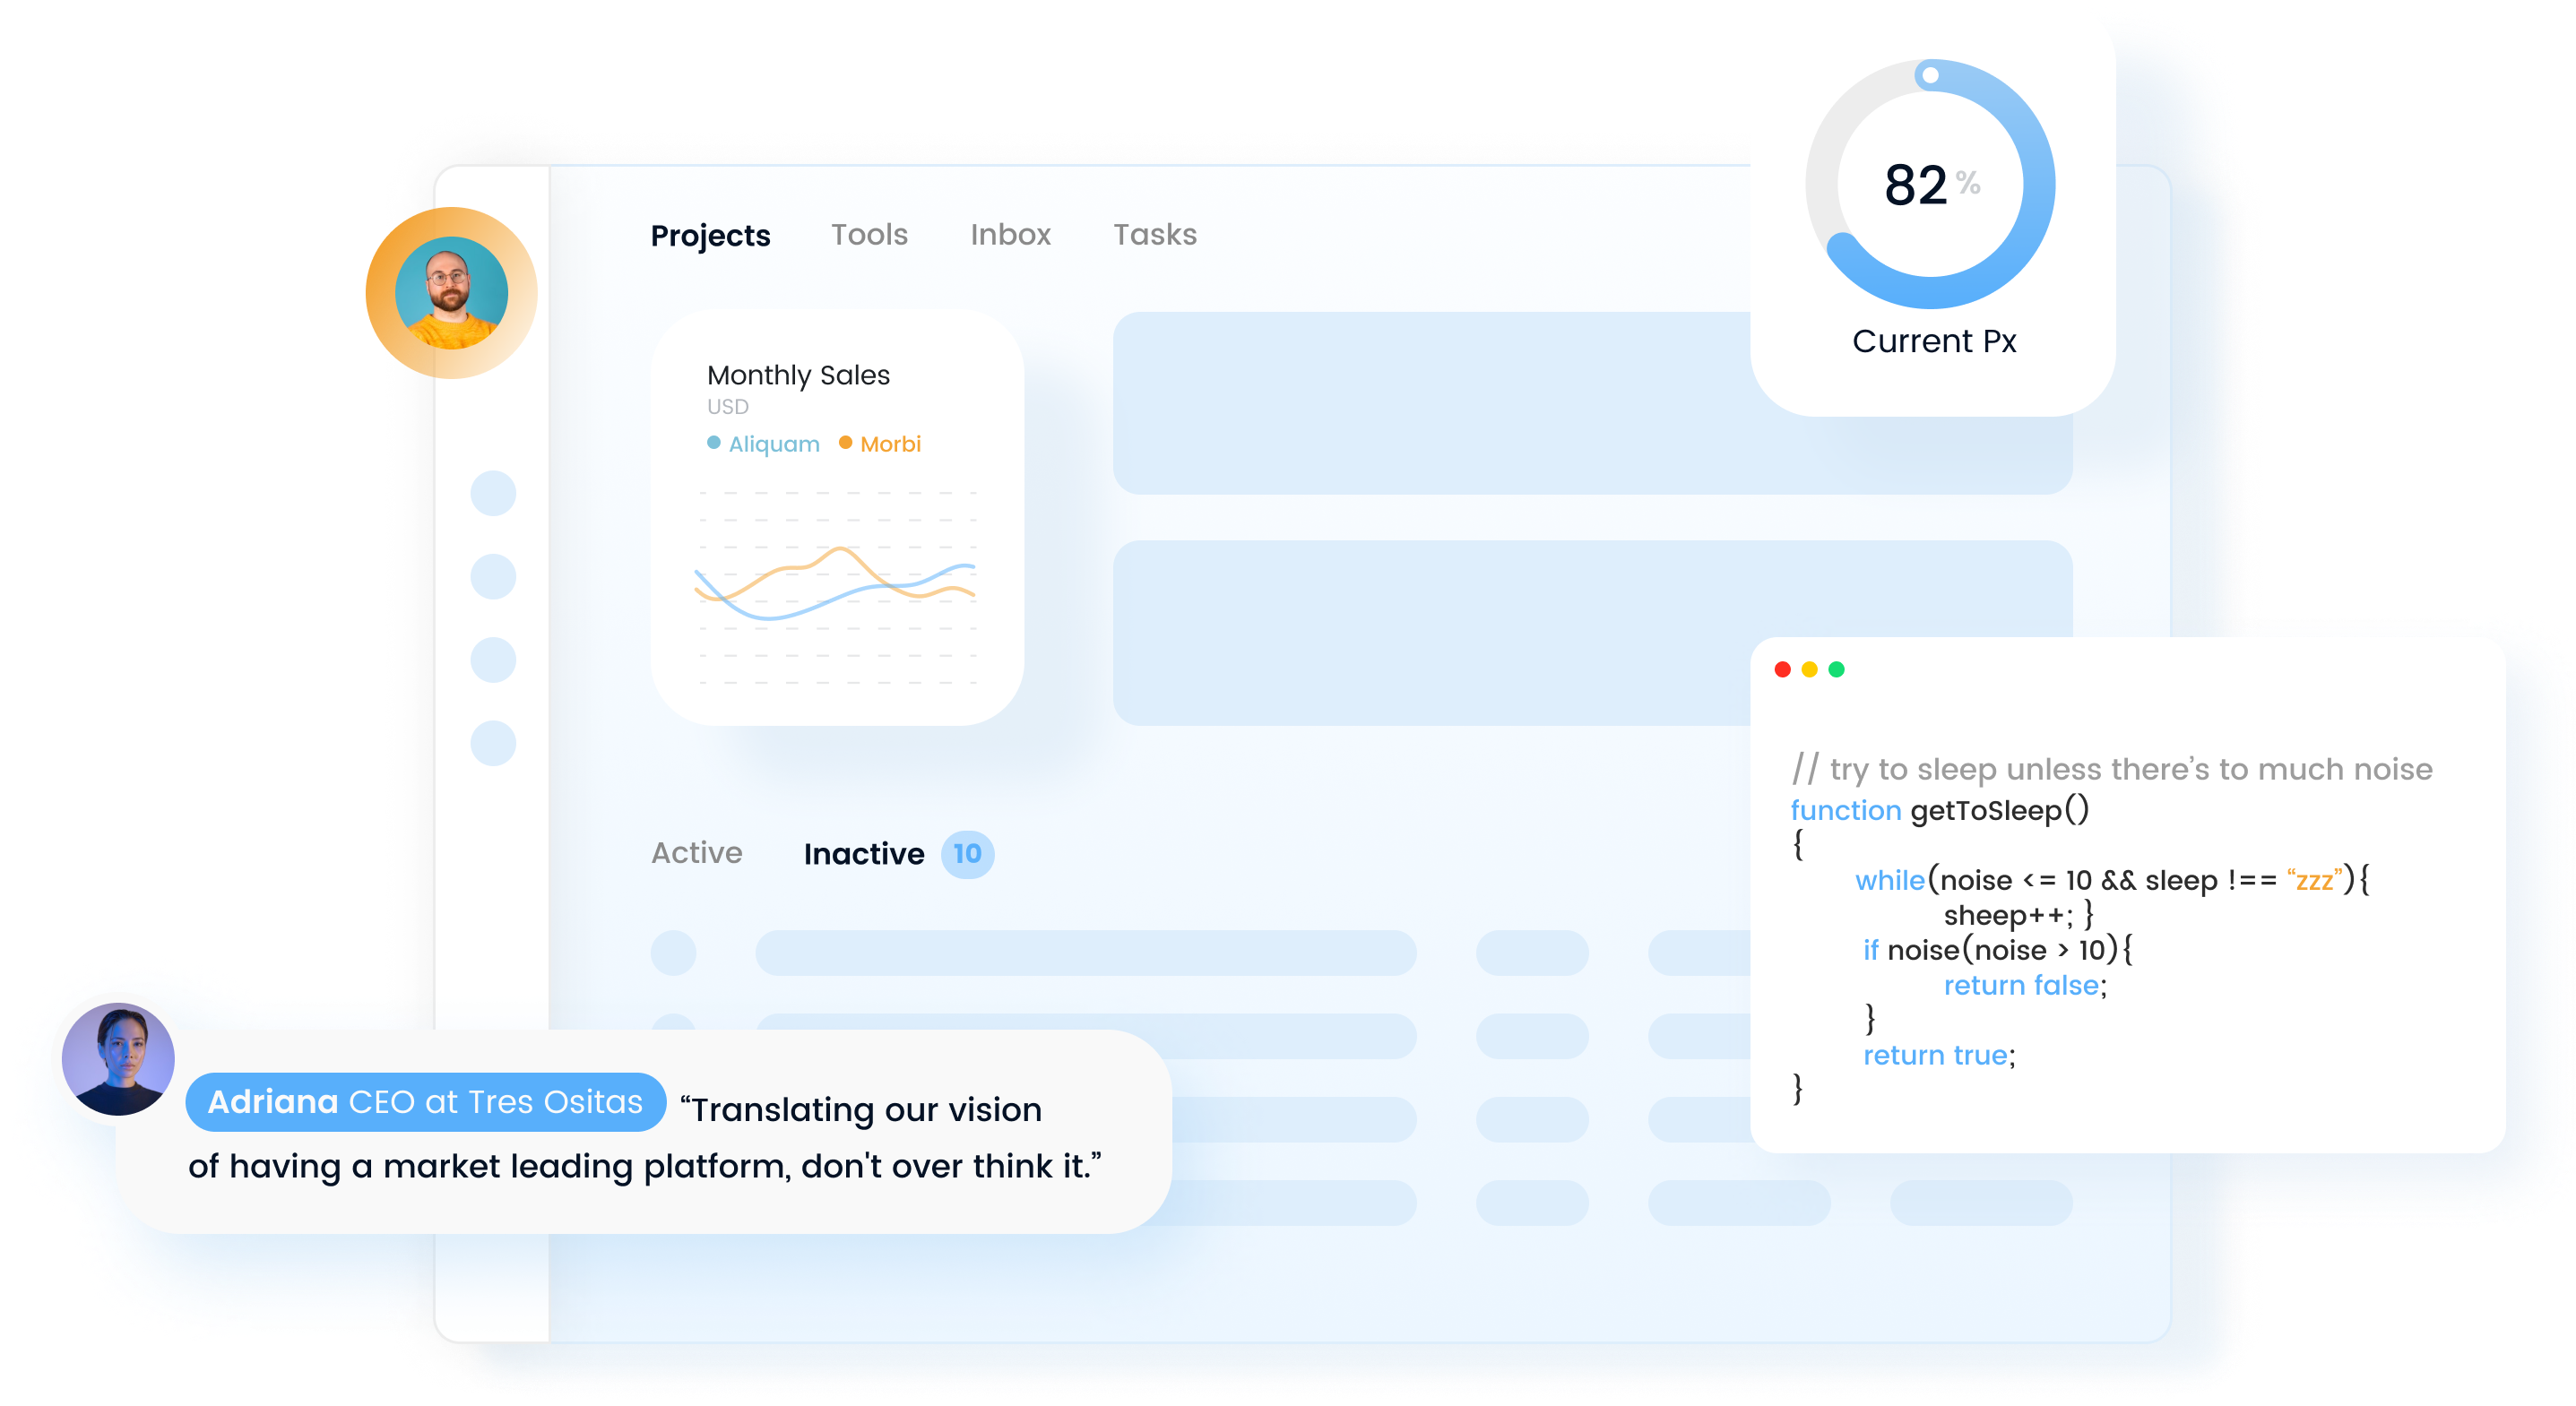 82 %
Current Px
Projects Tools Inbox Tasks
Monthly Sales
USD
Aliquam Morbi
// try to sleep unless there’s to much noise
function getToSleep()
{
while(noise <= 10 && sleep !== “zzz”){
sheep++; }
if noise(noise > 10){
return false;
}
return true;
}
Active Inactive 10
Adriana CEO at Tres Ositas “Translating our vision
of having a market leading platform, don't over think it.”